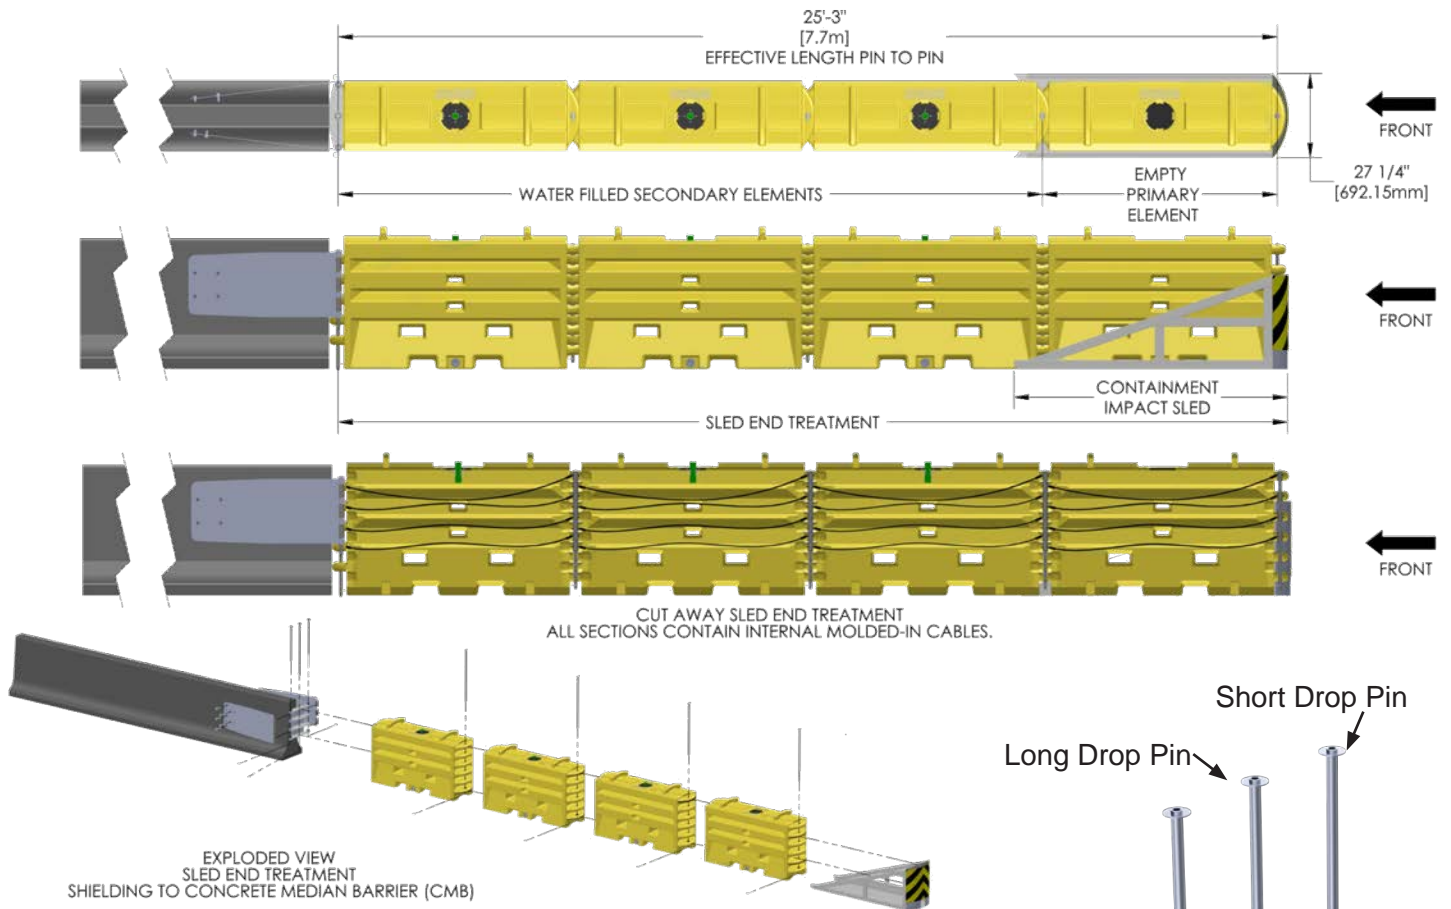 25'-3"
[7.7m]
EFFECTIVE LENGTH PIN TO PIN
FRONT
27 1/4"
[692.15mm]
WATER FILLED SECONDARY ELEMENTS
EMPTY
PRIMARY
ELEMENT
FRONT
CONTAINMENT
IMPACT SLED
SLED END TREATMENT
FRONT
CUT AWAY SLED END TREATMENT
ALL SECTIONS CONTAIN INTERNAL MOLDED-IN CABLES.
Short Drop Pin
Long Drop Pin
EXPLODED VIEW
SLED END TREATMENT
SHIELDING TO CONCRETE MEDIAN BARRIER (CMB)